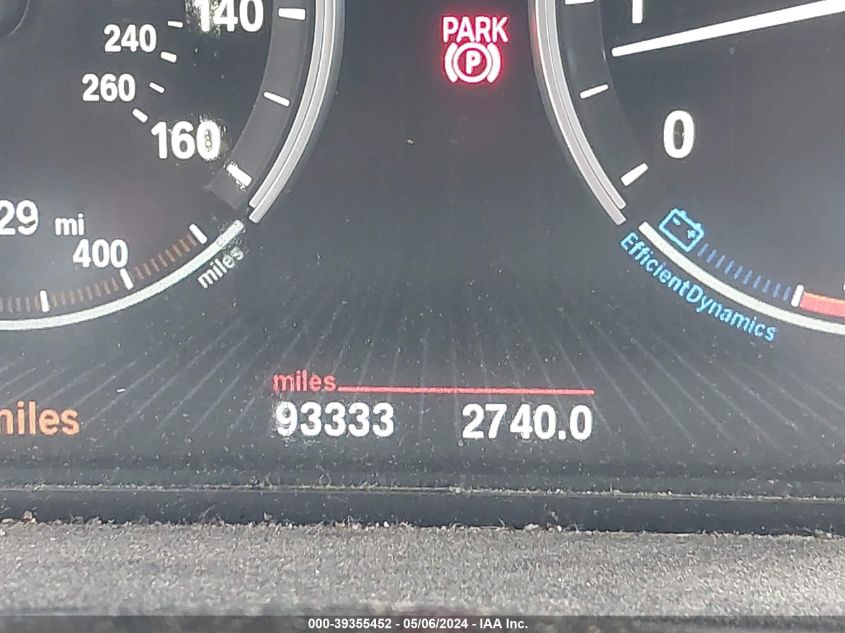 140
240
260
160
PARK
P
1
0
29 mi
400
miles
EfficientDynamics
miles
miles
93333 2740.0
000-39355452 - 05/06/2024 - IAA Inc.